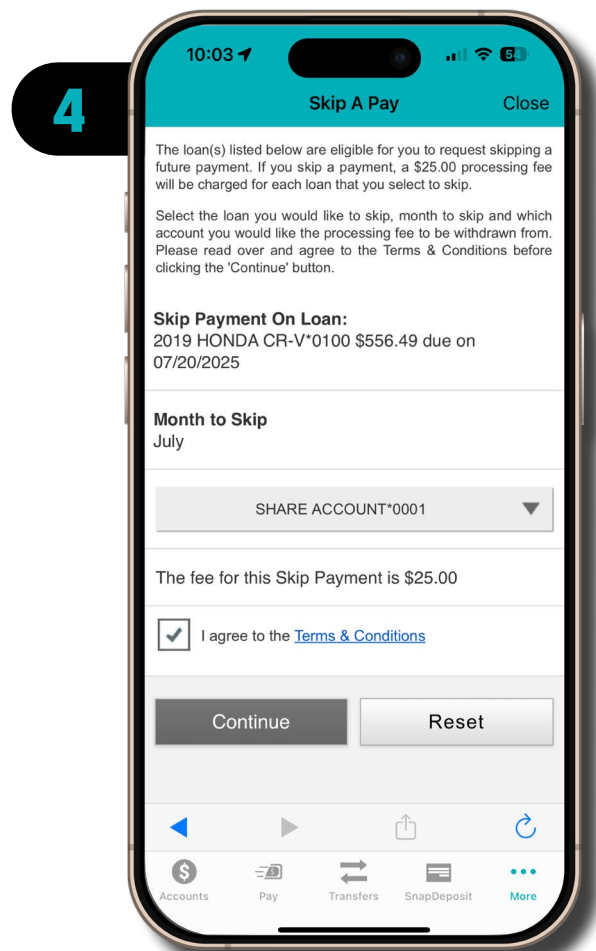 4
10:03
54
Skip A Pay
Close
The loan(s) listed below are eligible for you to request skipping a
future payment. If you skip a payment, a $25.00 processing fee
will be charged for each loan that you select to skip.
Select the loan you would like to skip, month to skip and which
account you would like the processing fee to be withdrawn from.
Please read over and agree to the Terms & Conditions before
clicking the 'Continue' button.
Skip Payment On Loan:
2019 HONDA CR-V*0100 $556.49 due on
07/20/2025
Month to Skip
July
SHARE ACCOUNT*0001
The fee for this Skip Payment is $25.00
I agree to the Terms & Conditions
Continue
Reset
Accounts
Pay
Transfers
SnapDeposit
More